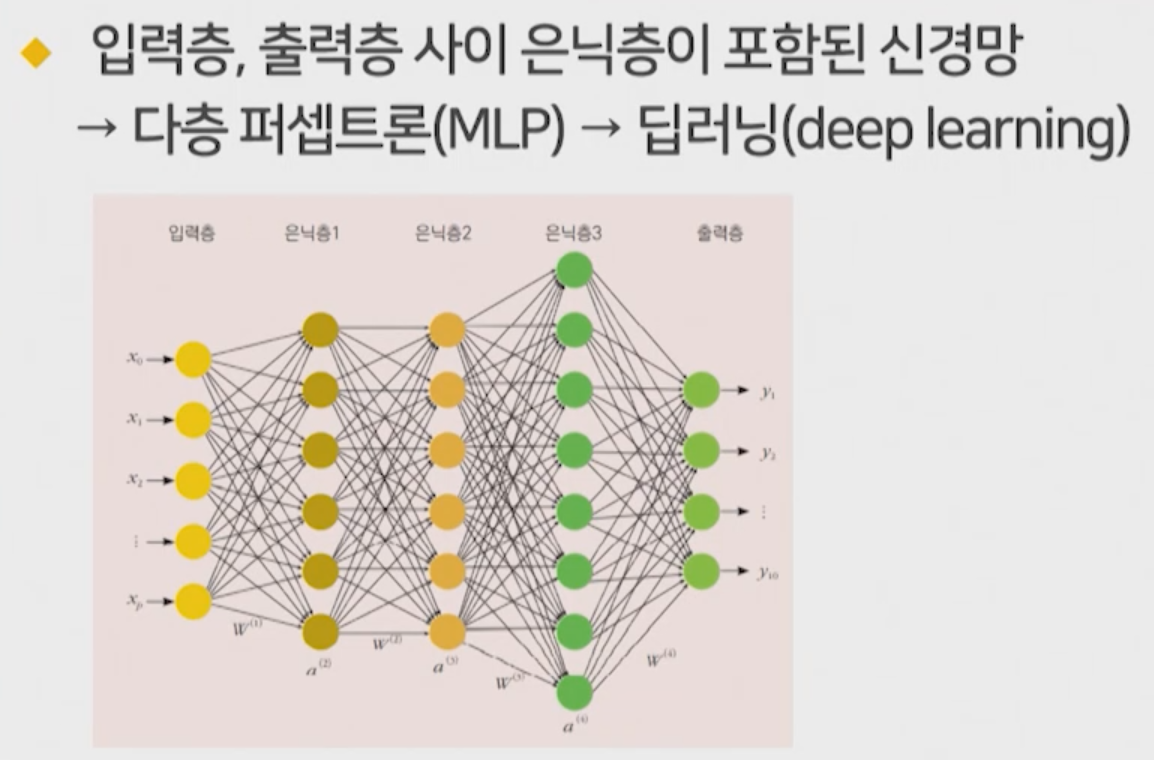 입력층, 출력층 사이 은닉층이 포함된 신경망
→ 다층 퍼셉트론(MLP) → 딥러닝(deep learning)
입력층 은닉층1 은닉층2 은닉층3 출력층
x₀
x₁
x₂
⋮
xₚ
W⁽¹⁾
a⁽²⁾
W⁽²⁾
a⁽³⁾
W⁽³⁾
a⁽⁴⁾
W⁽⁴⁾
y₁
y₂
⋮
y₁₀